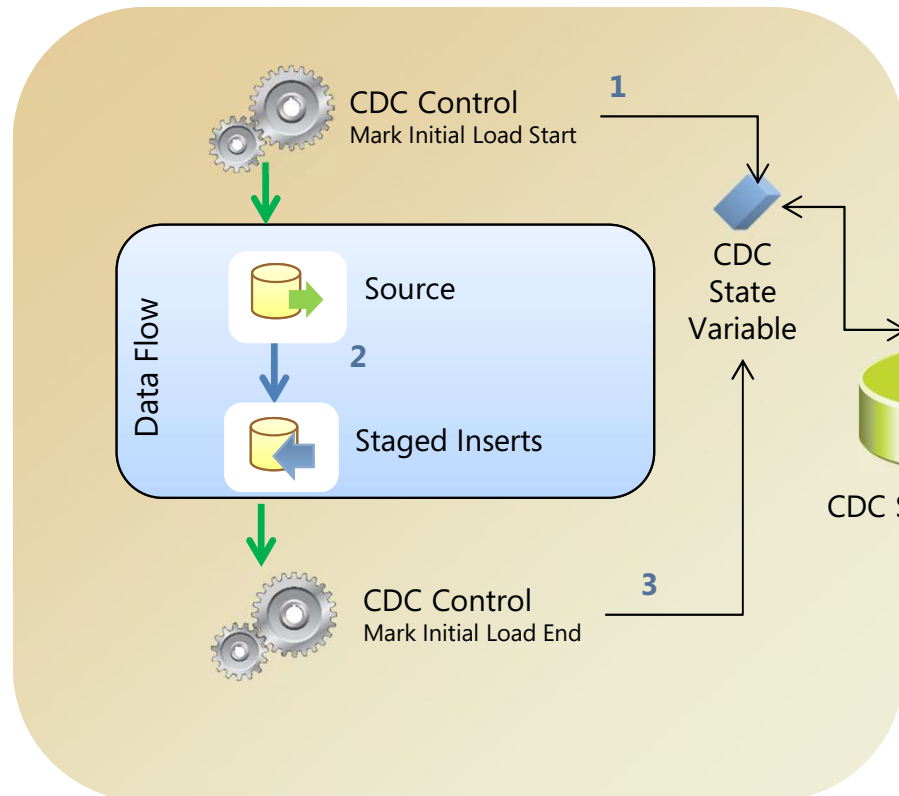 1
CDC Control
Mark Initial Load Start
CDC
State
Variable
Data Flow
Source
2
Staged Inserts
CDC
CDC Control
Mark Initial Load End
3